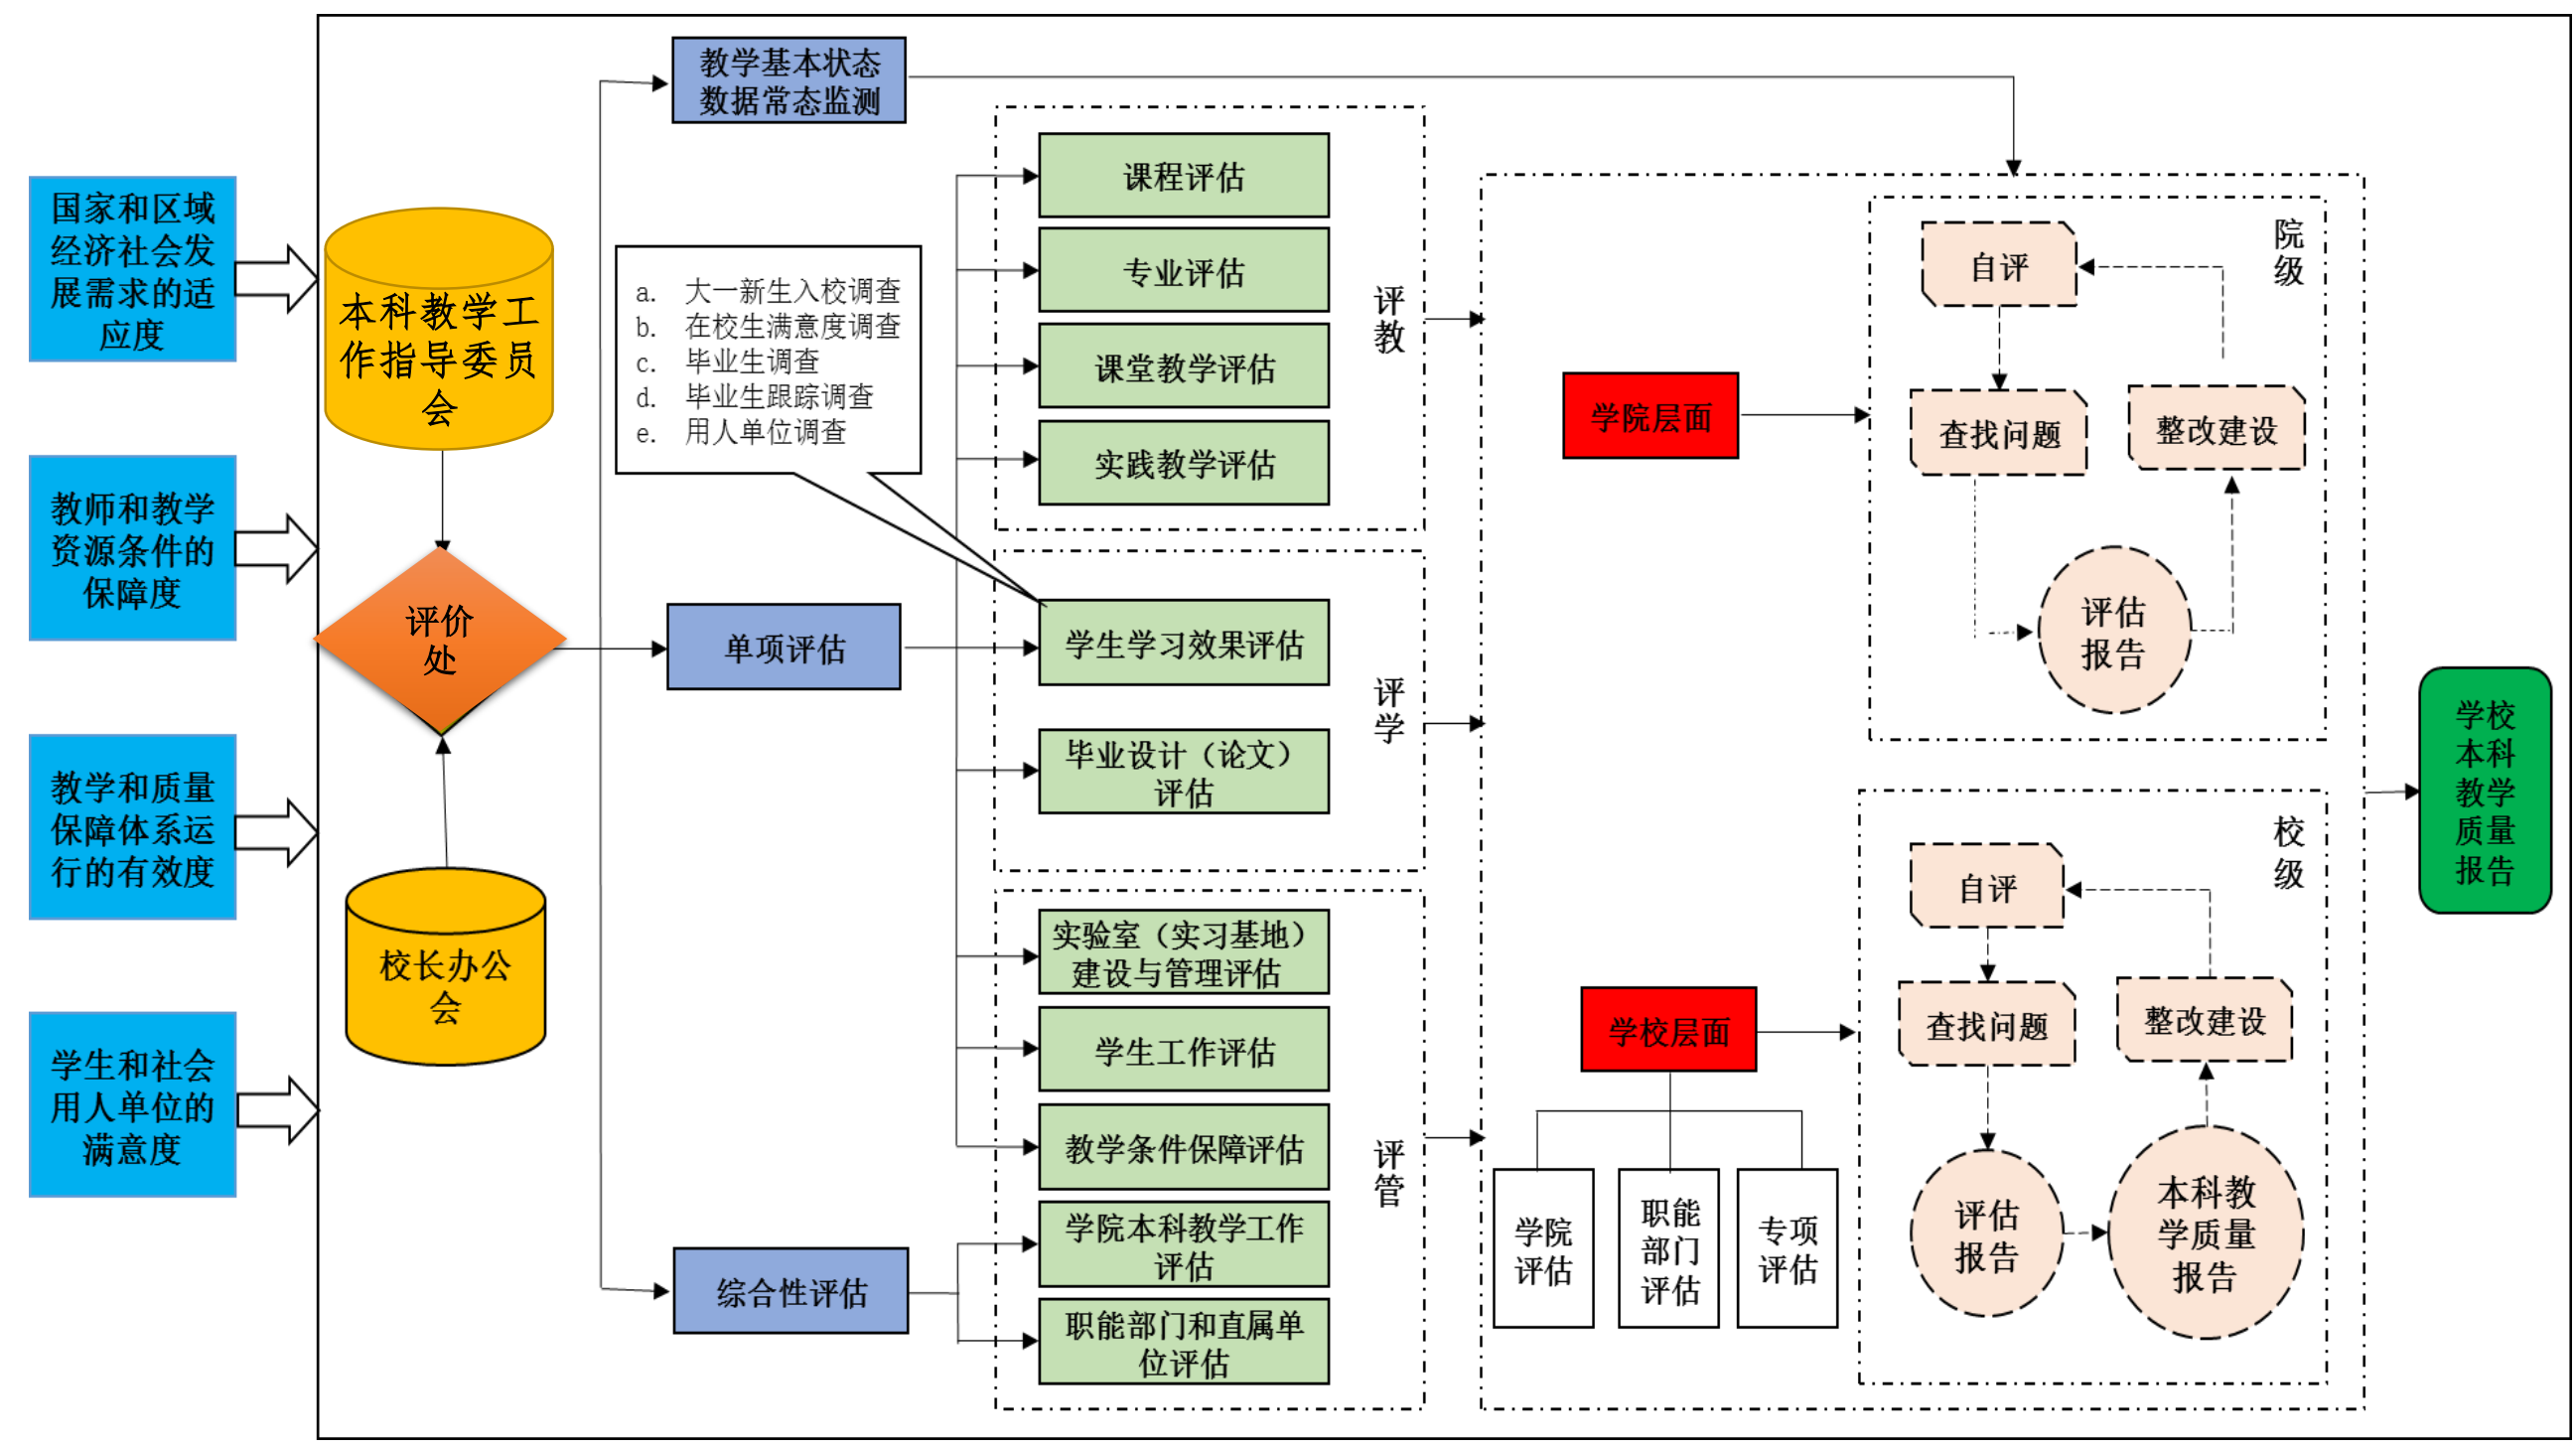 国家和区域
经济社会发
展需求的适
应度
教师和教学
资源条件的
保障度
教学和质量
保障体系运
行的有效度
学生和社会
用人单位的
满意度
本科教学工
作指导委员
会
评价
处
校长办公
会
教学基本状态
数据常态监测
a. 大一新生入校调查
b. 在校生满意度调查
c. 毕业生调查
d. 毕业生跟踪调查
e. 用人单位调查
单项评估
综合性评估
课程评估
专业评估
课堂教学评估
实践教学评估
评
教
学生学习效果评估
毕业设计（论文）
评估
评
学
实验室（实习基地）
建设与管理评估
学生工作评估
教学条件保障评估
学院本科教学工作
评估
职能部门和直属单
位评估
评
管
学院层面
院
级
自评
查找问题
整改建设
评估
报告
学校层面
学院
评估
职能
部门
评估
专项
评估
校
级
自评
查找问题
整改建设
评估
报告
本科教
学质量
报告
学校
本科
教学
质量
报告